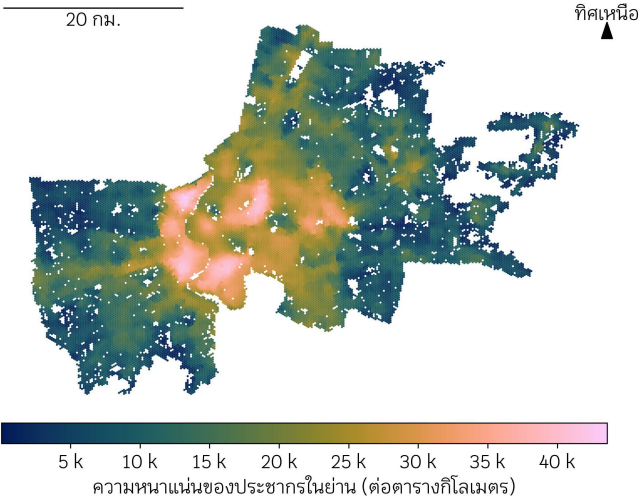 20 กม.
ทิศเหนือ
5 k 10 k 15 k 20 k 25 k 30 k 35 k 40 k
ความหนาแน่นของประชากรในย่าน (ต่อตารางกิโลเมตร)